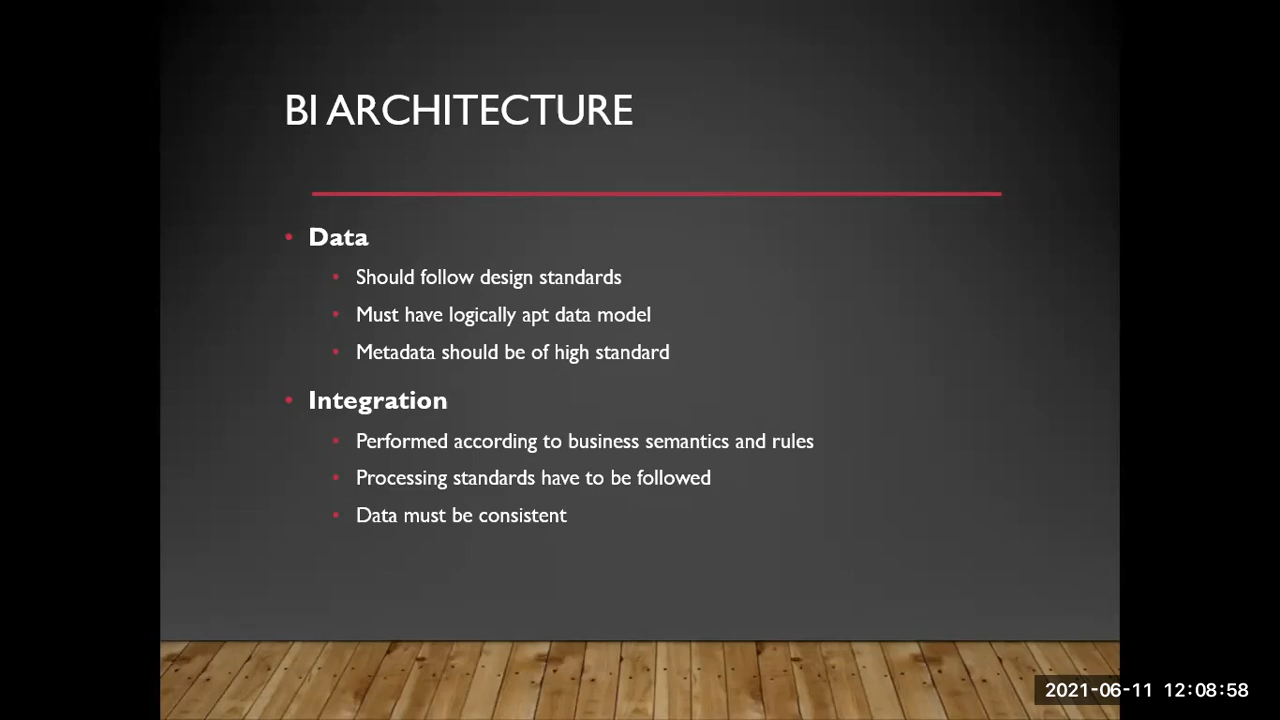 BI ARCHITECTURE
• Data
• Should follow design standards
• Must have logically apt data model
• Metadata should be of high standard
• Integration
• Performed according to business semantics and rules
• Processing standards have to be followed
• Data must be consistent
2021-06-11 12:08:58